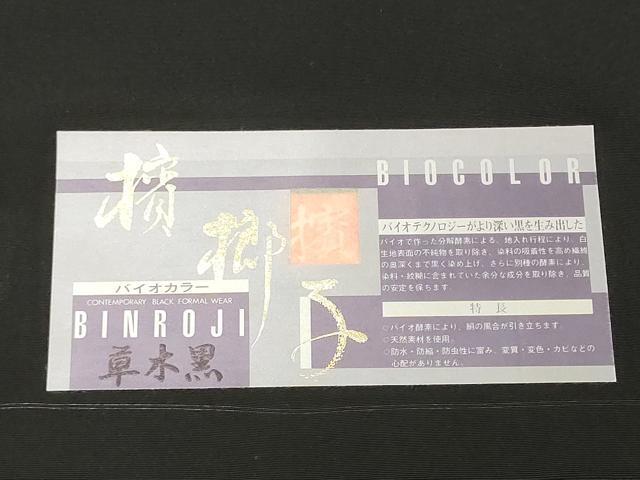 檳榔子
檳
バイオカラー
CONTEMPORARY BLACK FORMAL WEAR
BINROJI
草木黒
BIOCOLOR
バイオテクノロジーがより深い黒を生み出した
バイオで作った分解酵素による、地入れ行程により、白
生地表面の不純物を取り除き、染料の吸着性を高め繊維
の奥深くまで黒く染め上げ、さらに別種の酵素により、
染料・絞糊に含まれていた余分な成分を取り除き、品質
の安定を保ちます。
特長
○バイオ酵素により、絹の風合が引き立ちます。
○天然素材を使用。
○防水・防縮・防虫性に富み、変質・変色・カビなどの
心配がありません。